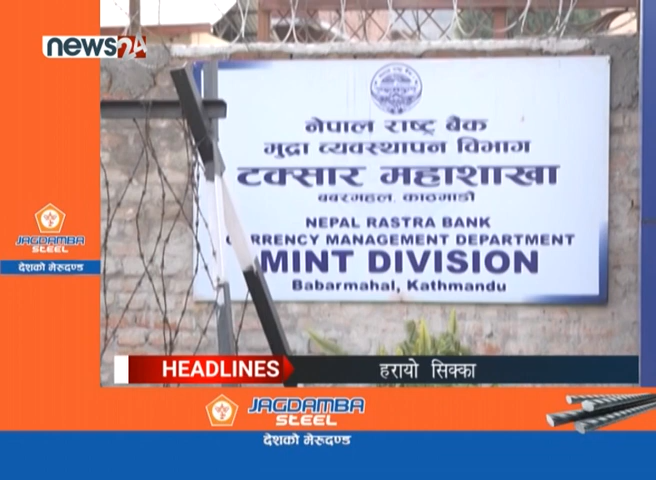 news24
नेपाल राष्ट्र बैंक
मुद्रा व्यवस्थापन विभाग
टक्सार महाशाखा
बबरमहल, काठमाडौं
NEPAL RASTRA BANK
CURRENCY MANAGEMENT DEPARTMENT
MINT DIVISION
Babarmahal, Kathmandu
JAGDAMBA
STEEL
देशको मेरूदण्ड
HEADLINES
हरायो सिक्का
JAGDAMBA
STEEL
देशको मेरूदण्ड